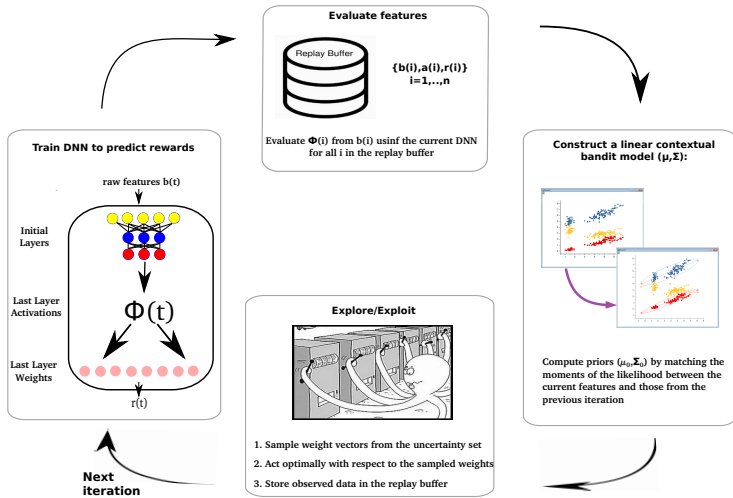 Evaluate features
Replay Buffer
{b(i),a(i),r(i)}
i=1,..,n
Evaluate Φ(i) from b(i) usinf the current DNN
for all i in the replay buffer
Train DNN to predict rewards
raw features b(t)
Initial
Layers
Last Layer
Activations
Φ(t)
Last Layer
Weights
r(t)
Construct a linear contextual
bandit model (μ,Σ):
Compute priors (μ₀,Σ₀) by matching the
moments of the likelihood between the
current features and those from the
previous iteration
Explore/Exploit
1. Sample weight vectors from the uncertainty set
2. Act optimally with respect to the sampled weights
3. Store observed data in the replay buffer
Next
iteration